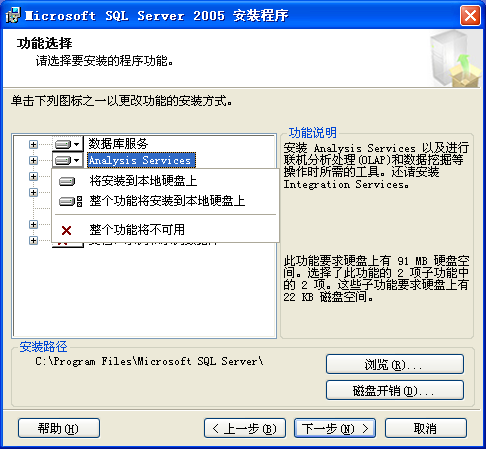 Microsoft SQL Server 2005 安装程序
功能选择
请选择要安装的程序功能。
单击下列图标之一以更改功能的安装方式。
数据库服务
Analysis Services
将安装到本地硬盘上
整个功能将安装到本地硬盘上
整个功能将不可用
功能说明
安装 Analysis Services 以及进行
联机分析处理(OLAP)和数据挖掘等
操作时所需的工具。还请安装
Integration Services。
此功能要求硬盘上有 91 MB 硬盘空
间。选择了此功能的 2 项子功能中
的 2 项。这些子功能要求硬盘上有
22 KB 磁盘空间。
安装路径
C:\Program Files\Microsoft SQL Server\
浏览(R)...
磁盘开销(D)...
帮助(H)
< 上一步(B)
下一步(N) >
取消